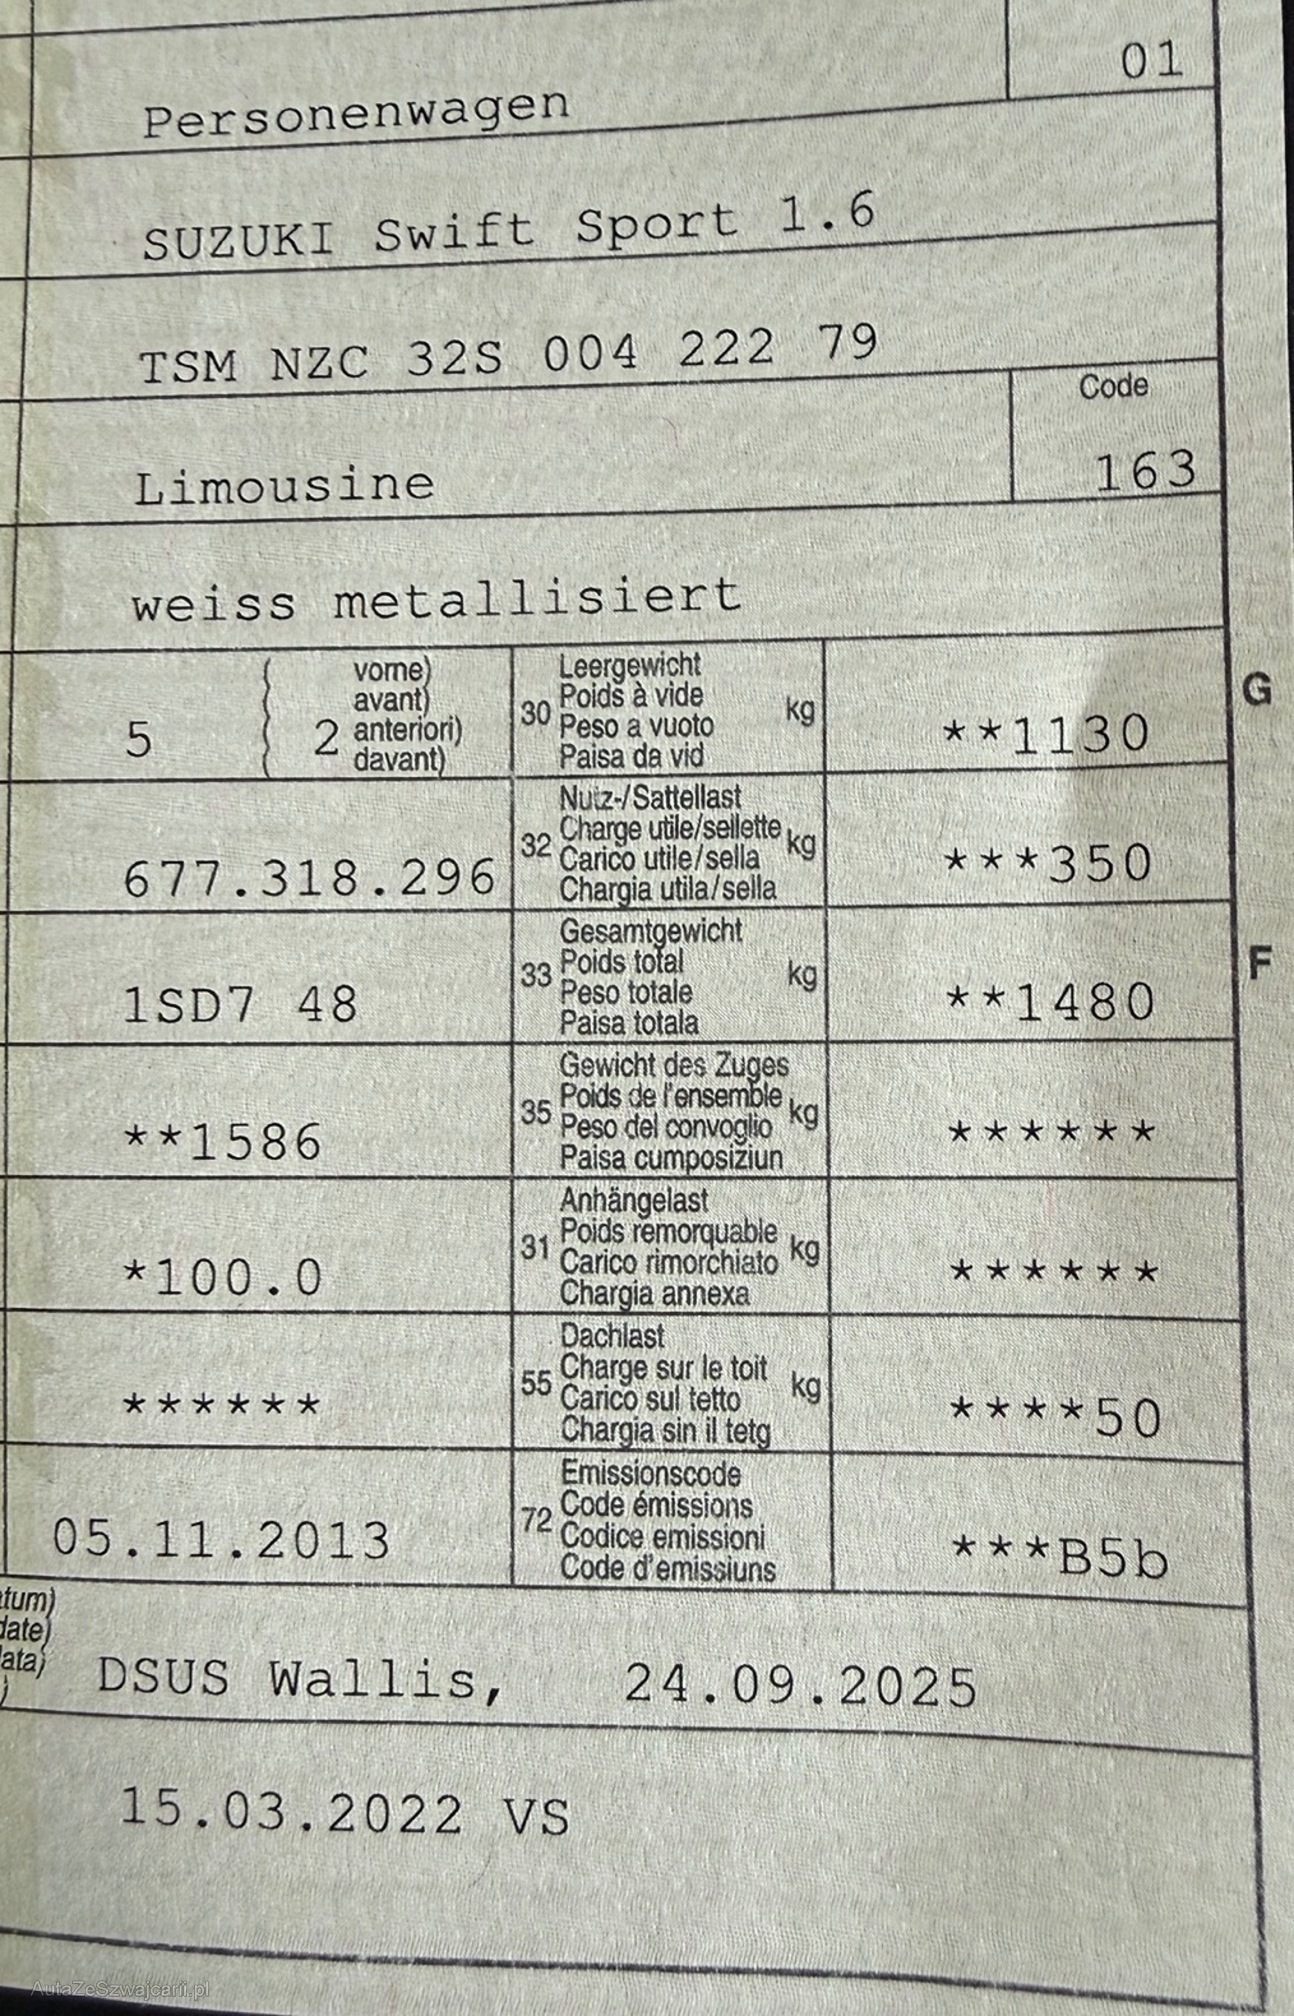 01
Personenwagen
SUZUKI Swift Sport 1.6
TSM NZC 32S 004 222 79
Code
Limousine 163
weiss metallisiert
5 2 vorne) avant) anteriori) davant)
30 Leergewicht Poids à vide Peso a vuoto Paisa da vid kg **1130 G
677.318.296
32 Nutz-/Sattellast Charge utile/sellette Carico utile/sella Chargia utila/sella kg ***350
1SD7 48
33 Gesamtgewicht Poids total Peso totale Paisa totala kg **1480 F
**1586
35 Gewicht des Zuges Poids de l'ensemble Peso del convoglio Paisa cumposiziun kg ******
*100.0
31 Anhängelast Poids remorquable Carico rimorchiato Chargia annexa kg ******
******
55 Dachlast Charge sur le toit Carico sul tetto Chargia sin il tetg kg ****50
05.11.2013
72 Emissionscode Code émissions Codice emissioni Code d'emissiuns ***B5b
tum)
date)
ata)
)
DSUS Wallis, 24.09.2025
15.03.2022 VS
AutaZeSzwajcarii.pl